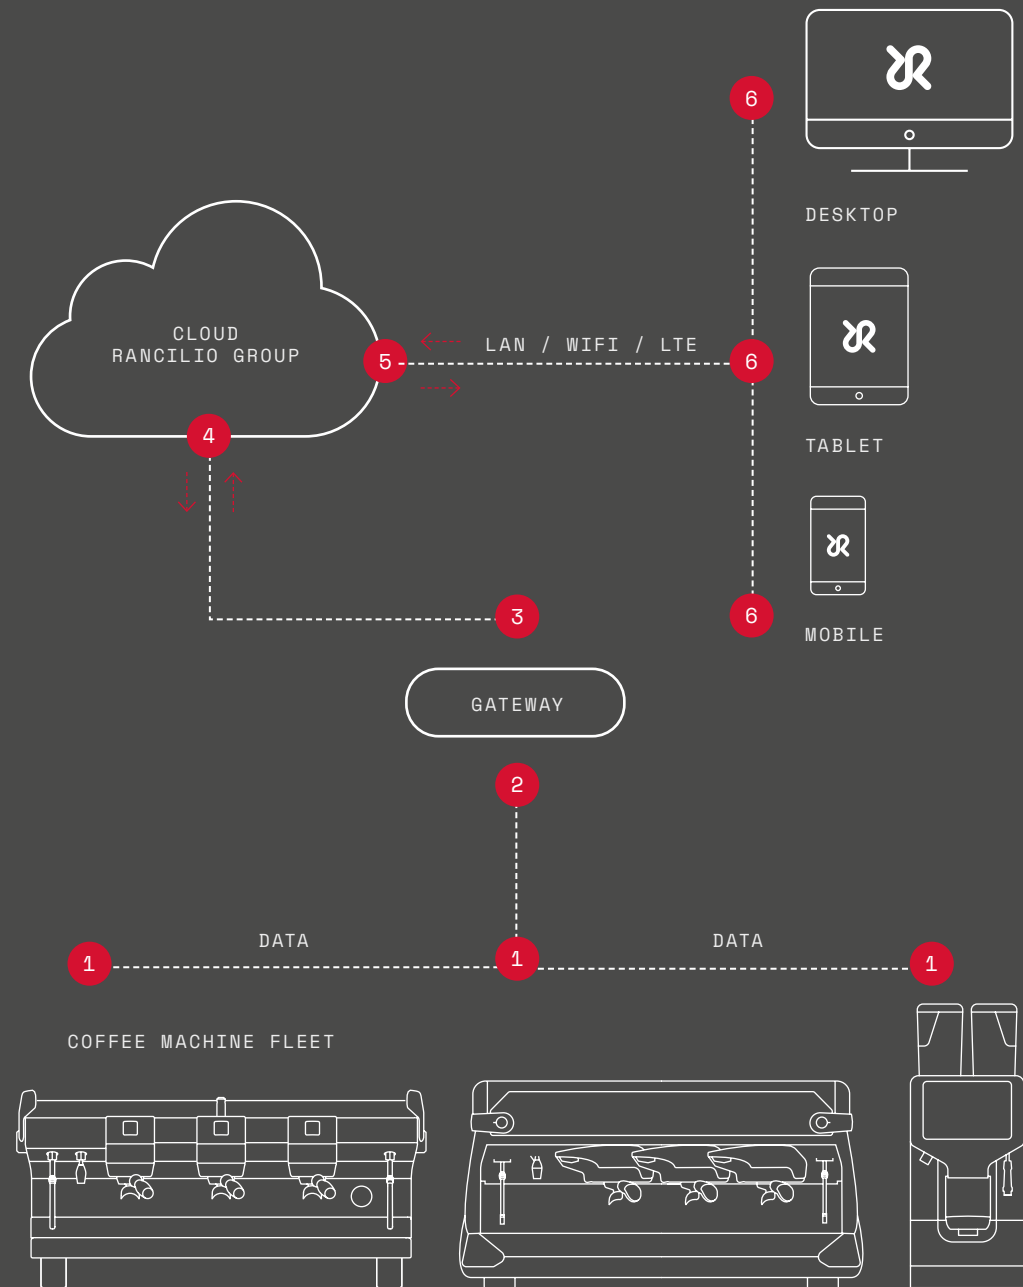 6
DESKTOP
CLOUD
RANCILIO GROUP
5
LAN / WIFI / LTE
6
4
TABLET
3
6
MOBILE
GATEWAY
2
DATA
DATA
1
1
1
COFFEE MACHINE FLEET